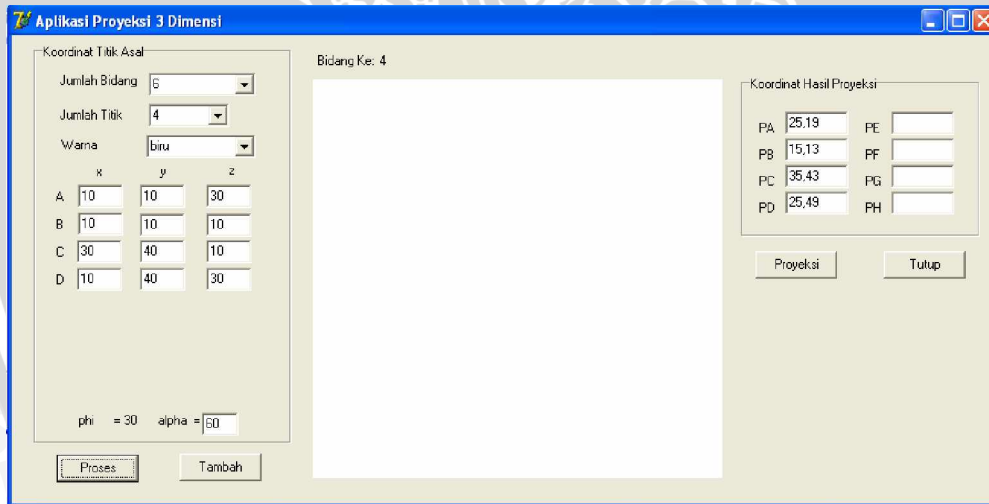 Aplikasi Proyeksi 3 Dimensi
Koordinat Titik Asal
Jumlah Bidang 6
Jumlah Titik 4
Warna biru
x y z
A 10 10 30
B 10 10 10
C 30 40 10
D 10 40 30
phi = 30 alpha = 60
Proses Tambah
Bidang Ke: 4
Koordinat Hasil Proyeksi
PA 25,19 PE
PB 15,13 PF
PC 35,43 PG
PD 25,49 PH
Proyeksi Tutup